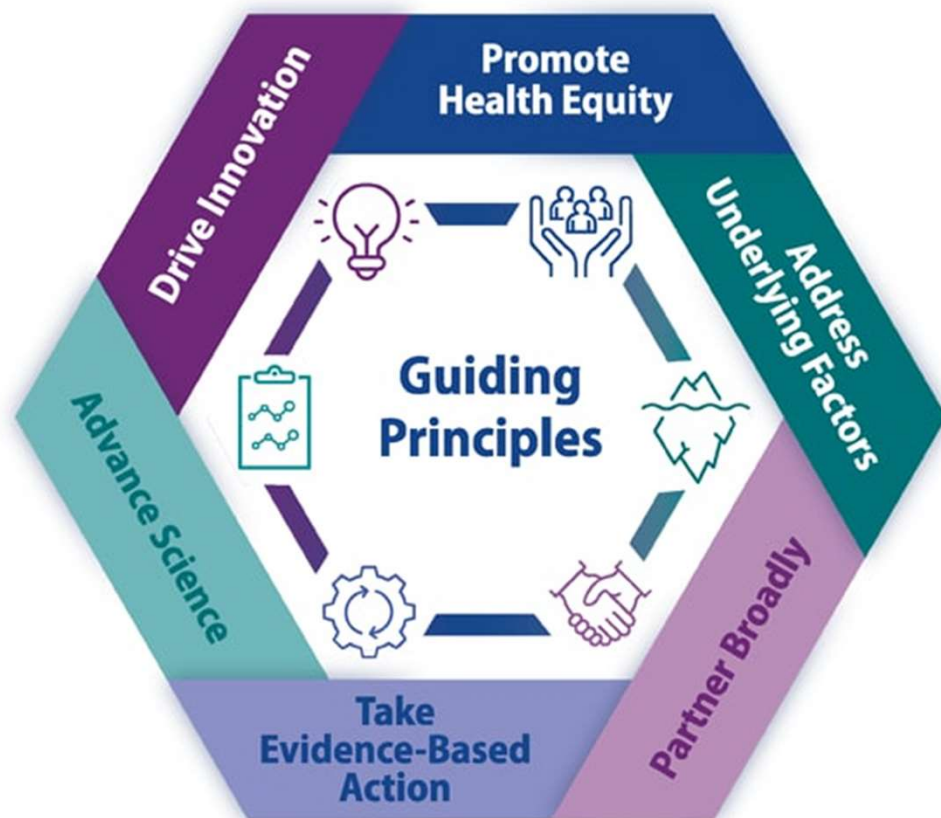 Promote
Health Equity
Address
Underlying Factors
Partner Broadly
Take
Evidence-Based
Action
Advance Science
Drive Innovation
Guiding
Principles